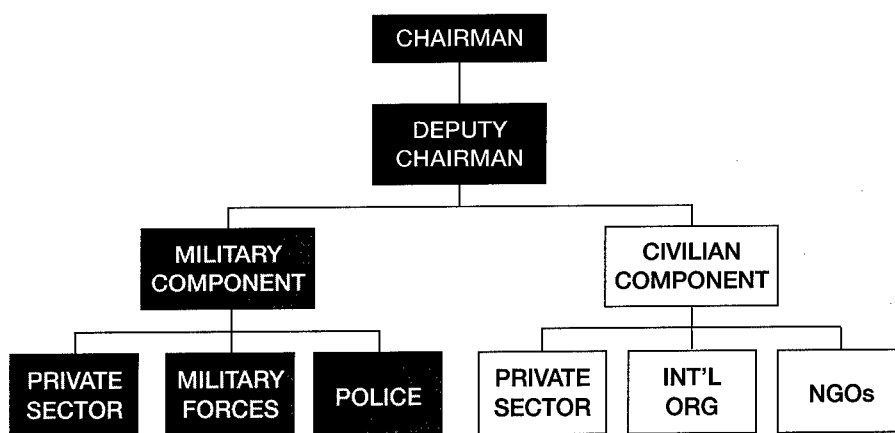 CHAIRMAN
DEPUTY
CHAIRMAN
MILITARY
COMPONENT
CIVILIAN
COMPONENT
PRIVATE
SECTOR
MILITARY
FORCES
POLICE
PRIVATE
SECTOR
INT'L
ORG
NGOs